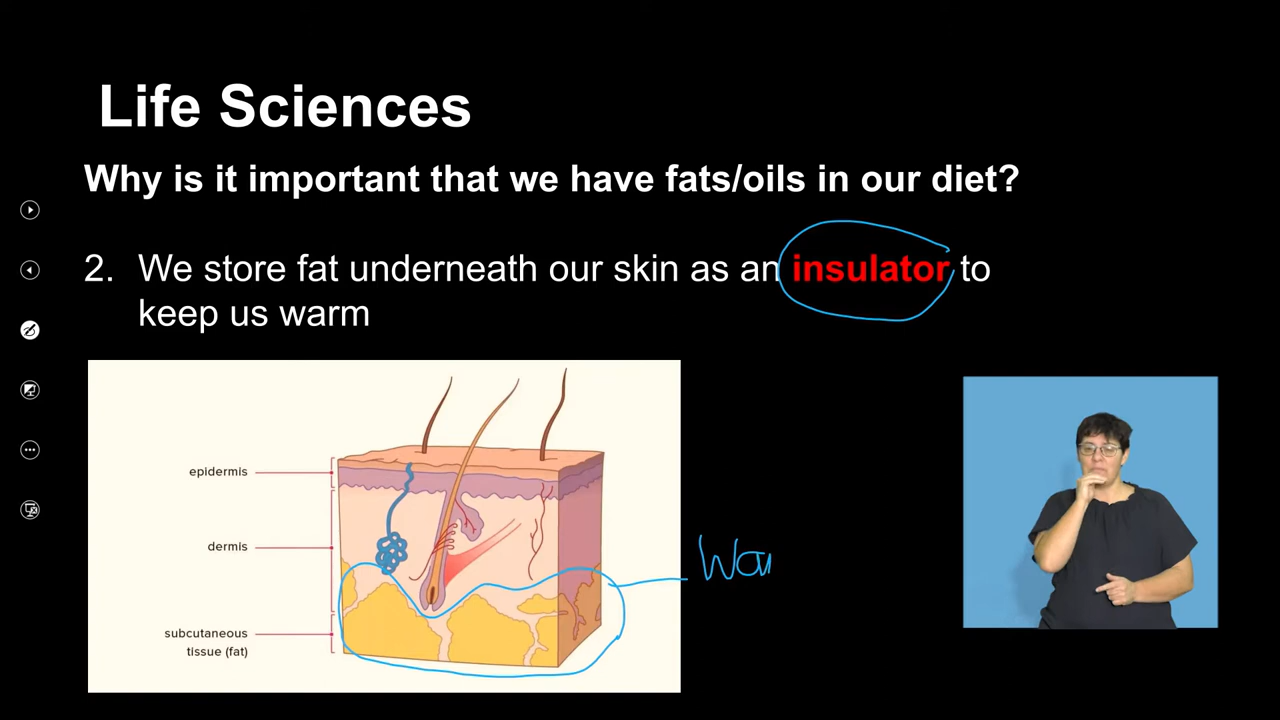 Life Sciences
Why is it important that we have fats/oils in our diet?
2. We store fat underneath our skin as an insulator to
keep us warm
epidermis
dermis
Wa
subcutaneous
tissue (fat)